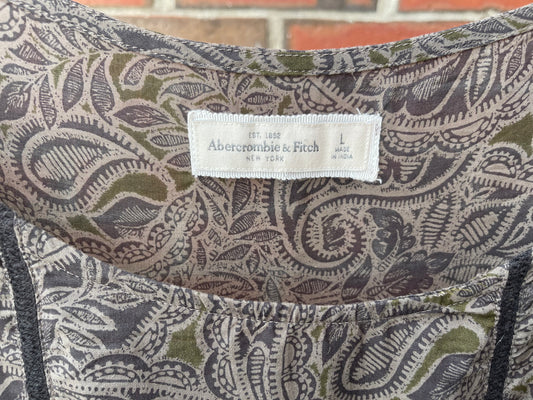 EST. 1892
Abercrombie & Fitch
NEW YORK
L
MADE
IN INDIA